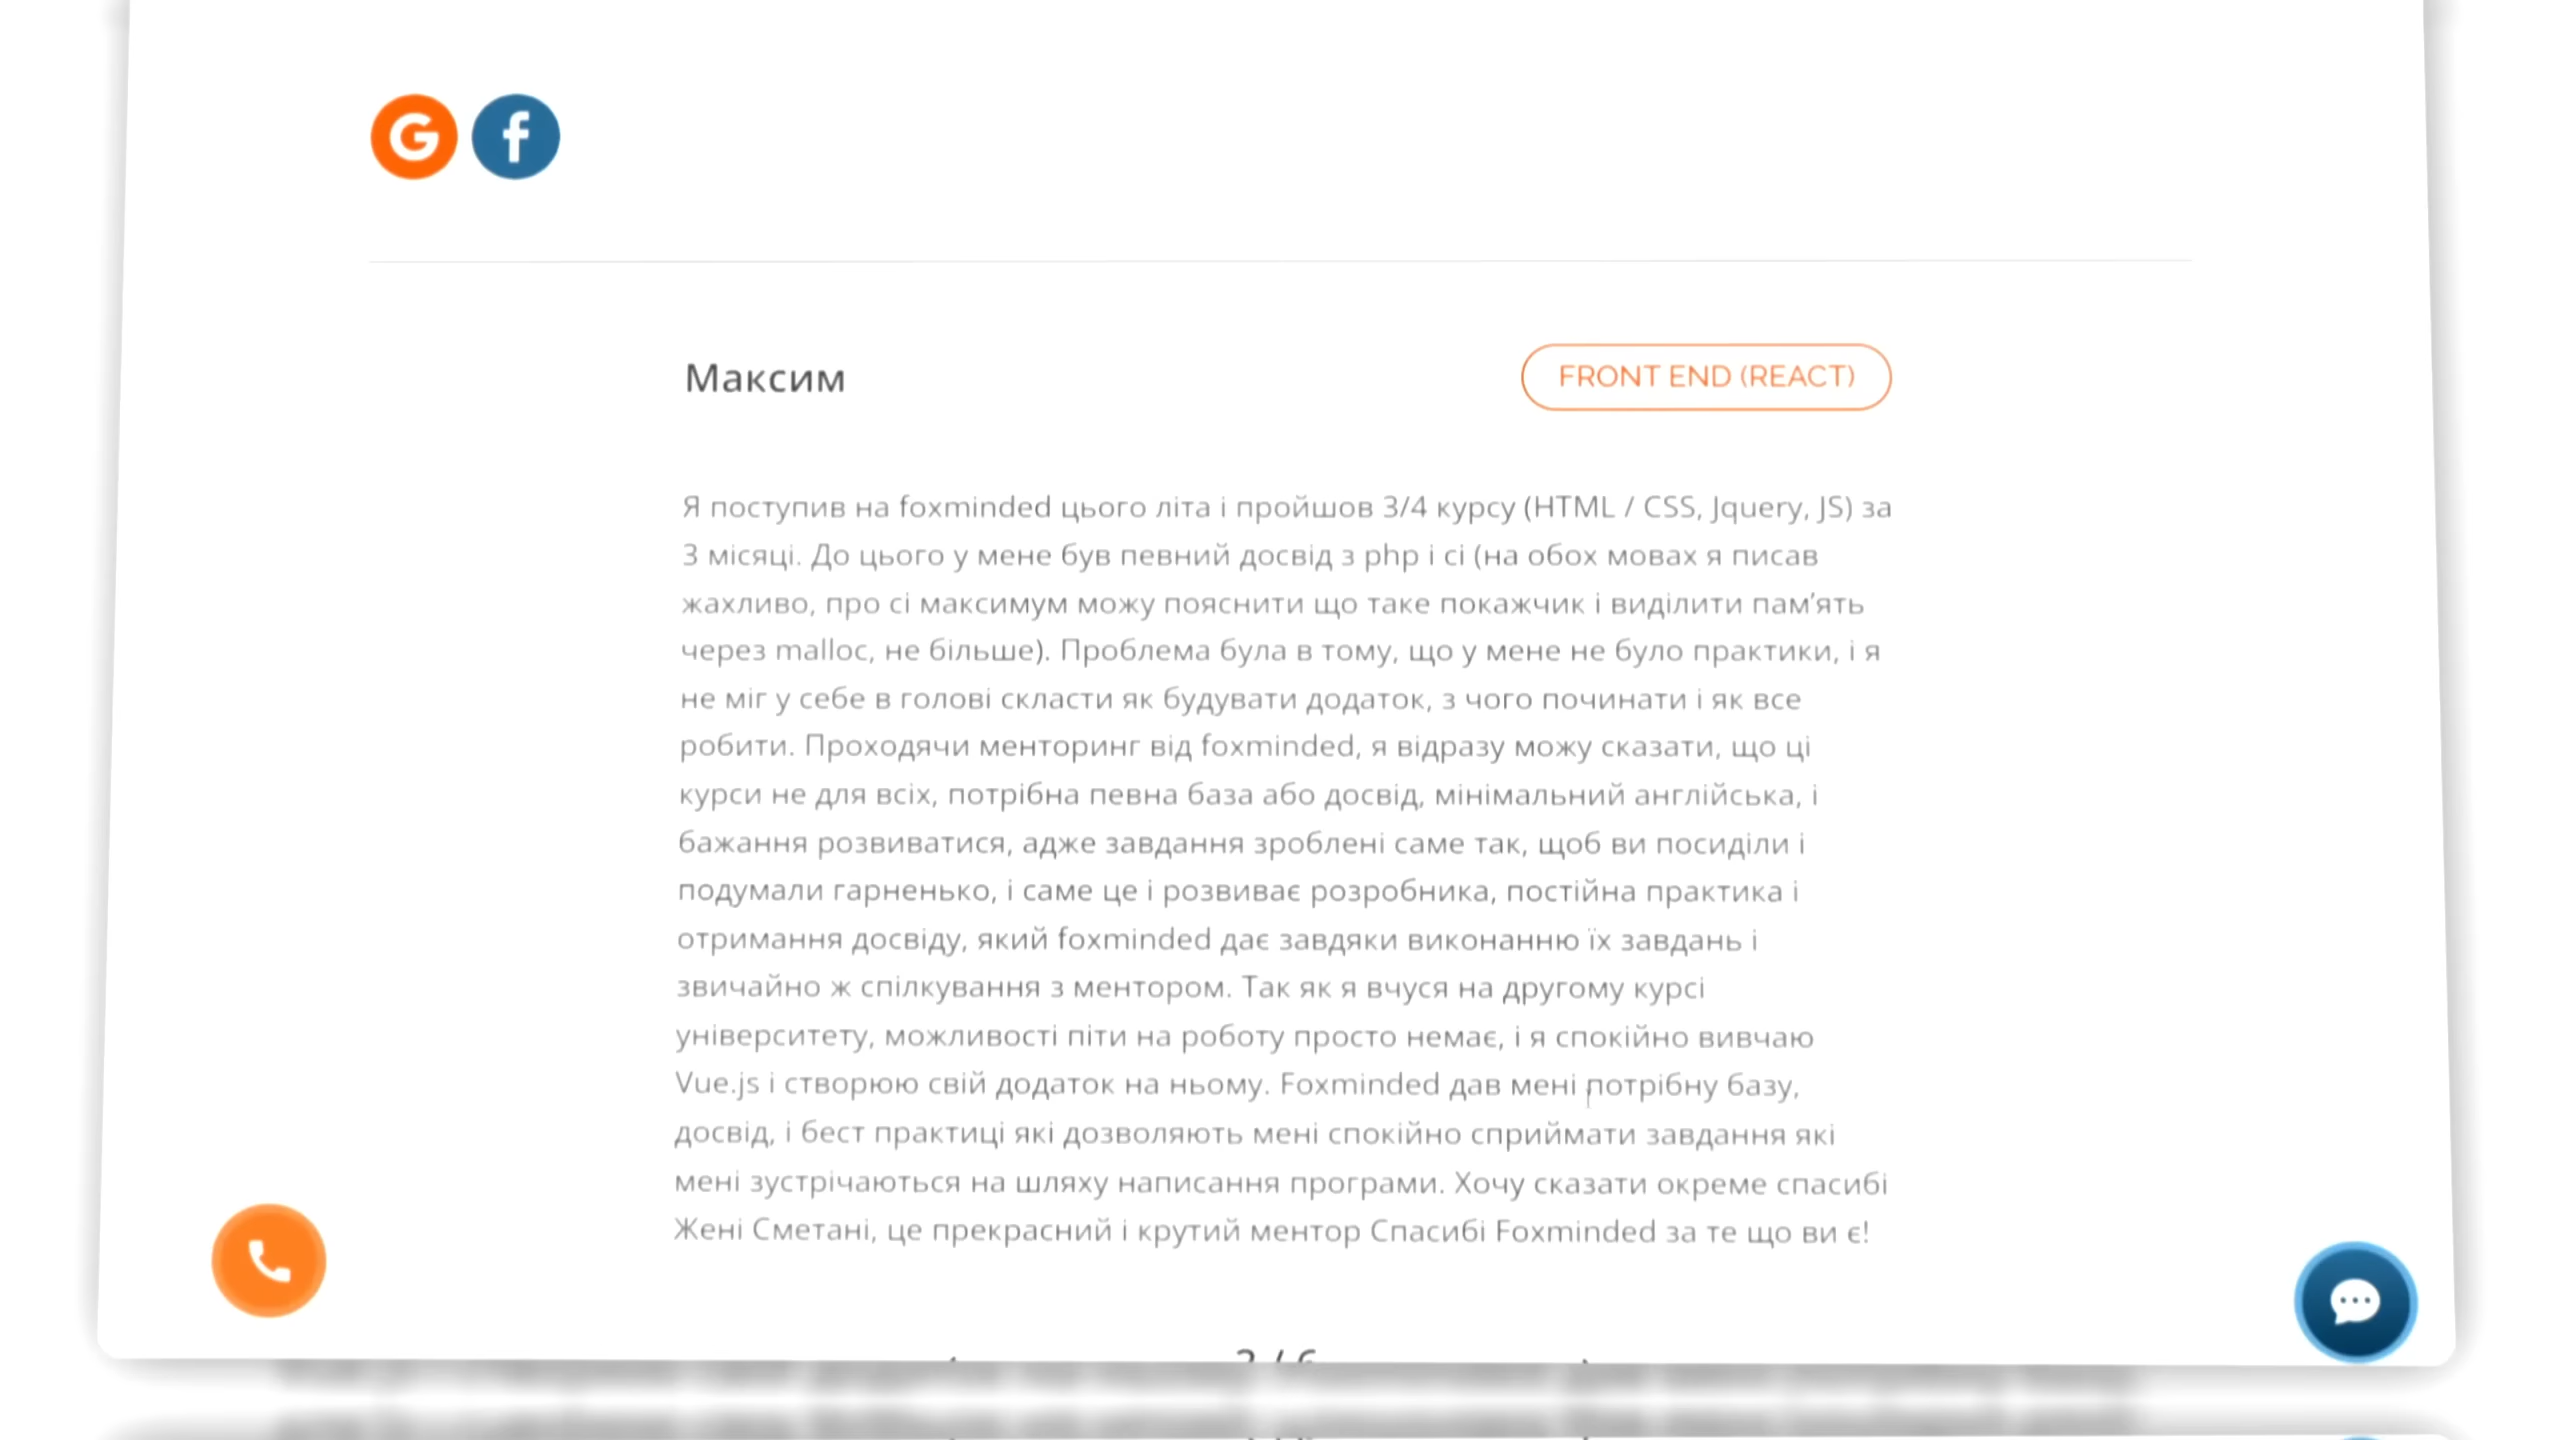 Максим
FRONT END (REACT)
Я поступив на foxminded цього літа і пройшов 3/4 курсу (HTML / CSS, Jquery, JS) за
3 місяці. До цього у мене був певний досвід з php і сі (на обох мовах я писав
жахливо, про сі максимум можу пояснити що таке покажчик і виділити пам’ять
через malloc, не більше). Проблема була в тому, що у мене не було практики, і я
не міг у себе в голові скласти як будувати додаток, з чого починати і як все
робити. Проходячи менторинг від foxminded, я відразу можу сказати, що ці
курси не для всіх, потрібна певна база або досвід, мінімальний англійська, і
бажання розвиватися, адже завдання зроблені саме так, щоб ви посиділи і
подумали гарненько, і саме це і розвиває розробника, постійна практика і
отримання досвіду, який foxminded дає завдяки виконанню їх завдань і
звичайно ж спілкування з ментором. Так як я вчуся на другому курсі
університету, можливості піти на роботу просто немає, і я спокійно вивчаю
Vue.js і створюю свій додаток на ньому. Foxminded дав мені потрібну базу,
досвід, і бест практиці які дозволяють мені спокійно сприймати завдання які
мені зустрічаються на шляху написання програми. Хочу сказати окреме спасибі
Жені Сметані, це прекрасний і крутий ментор Спасибі Foxminded за те що ви є!